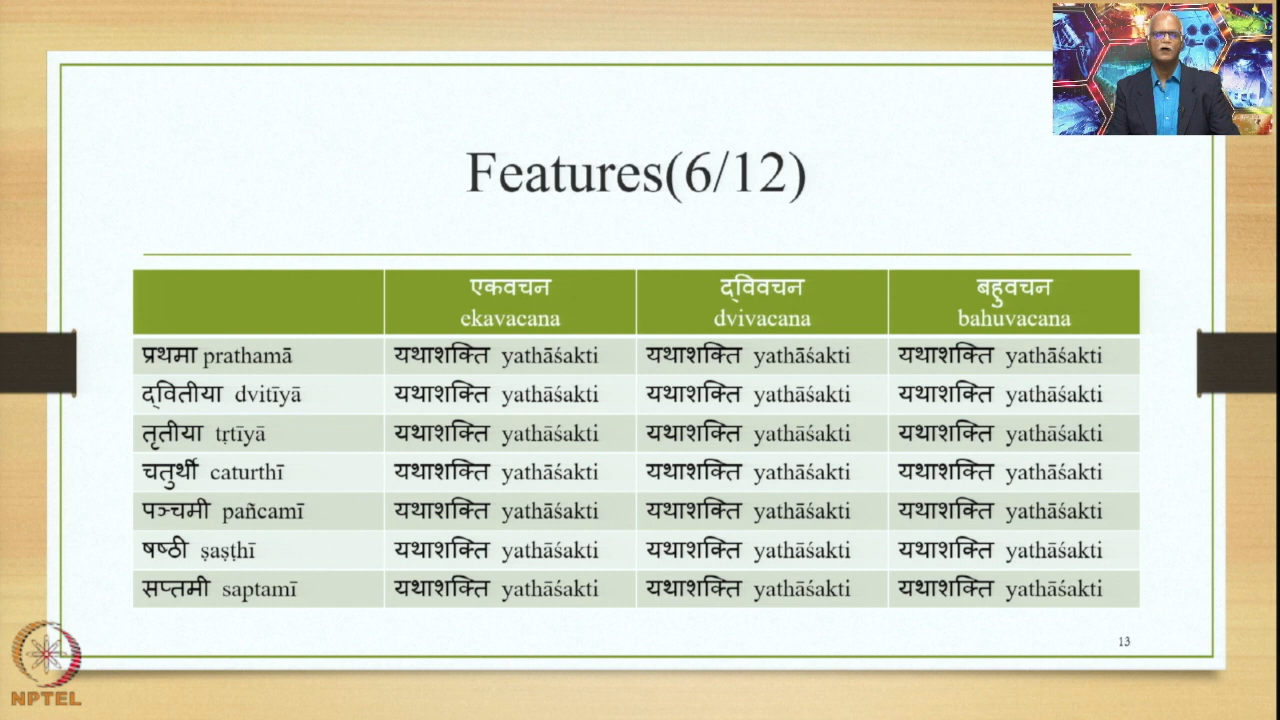 Features(6/12)
एकवचन द्विवचन बहुवचन
ekavacana dvivacana bahuvacana
प्रथमा prathamā यथाशक्ति yathāśakti यथाशक्ति yathāśakti यथाशक्ति yathāśakti
द्वितीया dvitīyā यथाशक्ति yathāśakti यथाशक्ति yathāśakti यथाशक्ति yathāśakti
तृतीया tṛtīyā यथाशक्ति yathāśakti यथाशक्ति yathāśakti यथाशक्ति yathāśakti
चतुर्थी caturthī यथाशक्ति yathāśakti यथाशक्ति yathāśakti यथाशक्ति yathāśakti
पञ्चमी pañcamī यथाशक्ति yathāśakti यथाशक्ति yathāśakti यथाशक्ति yathāśakti
षष्ठी ṣaṣṭhī यथाशक्ति yathāśakti यथाशक्ति yathāśakti यथाशक्ति yathāśakti
सप्तमी saptamī यथाशक्ति yathāśakti यथाशक्ति yathāśakti यथाशक्ति yathāśakti
13
NPTEL